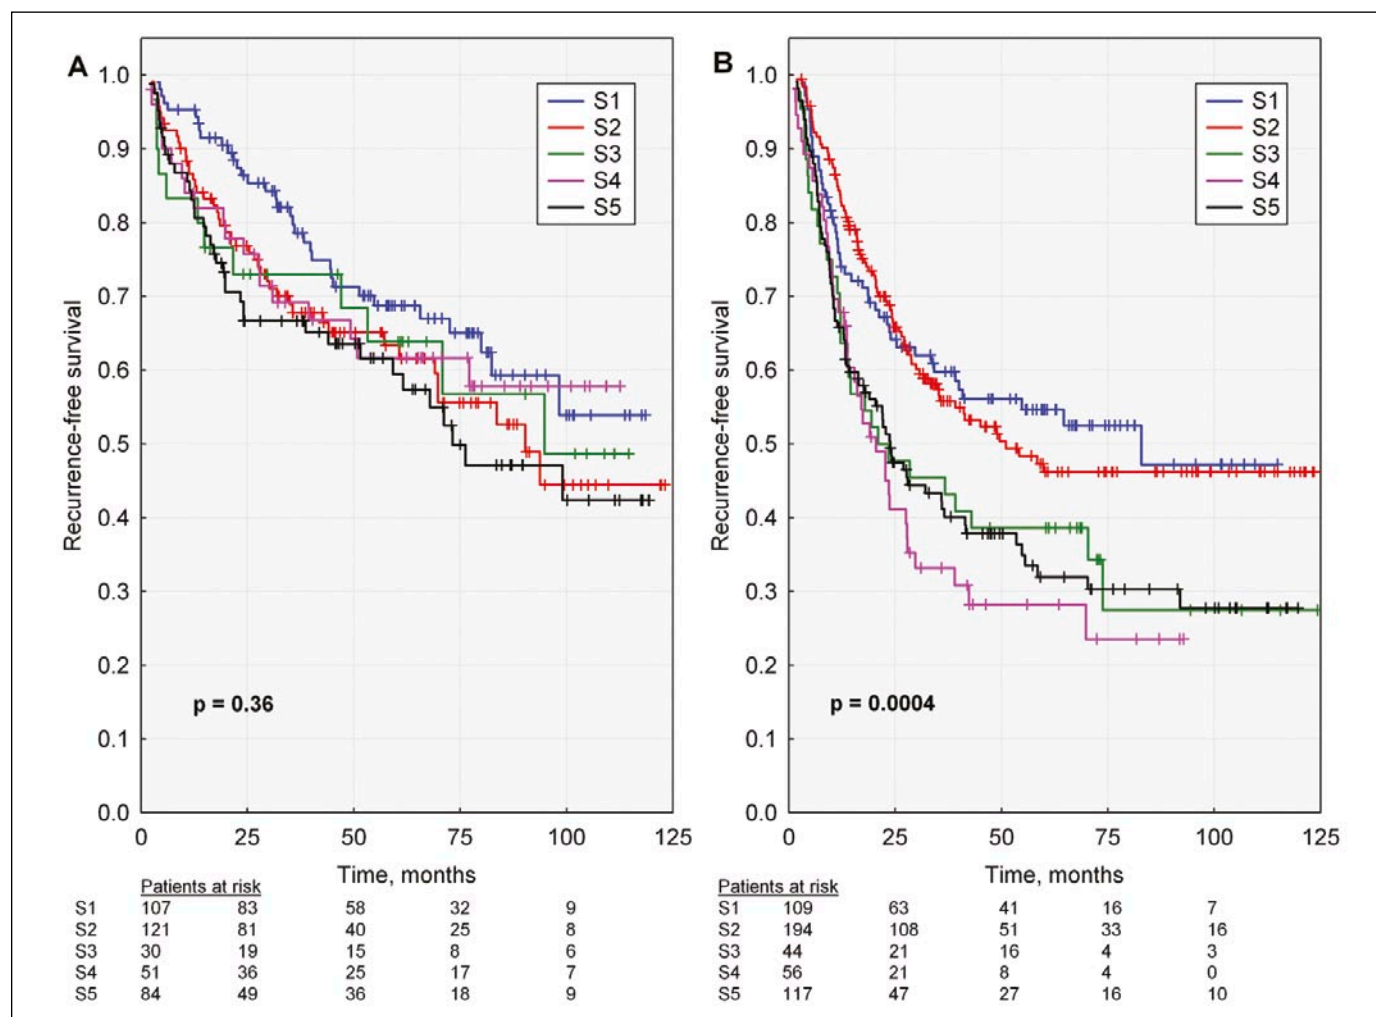 A
1.0
0.9
0.8
0.7
0.6
0.5
0.4
0.3
0.2
0.1
0.0
Recurrence-free survival
S1
S2
S3
S4
S5
p = 0.36
0 25 50 75 100 125
Time, months
Patients at risk
S1 107 83 58 32 9
S2 121 81 40 25 8
S3 30 19 15 8 6
S4 51 36 25 17 7
S5 84 49 36 18 9
B
1.0
0.9
0.8
0.7
0.6
0.5
0.4
0.3
0.2
0.1
0.0
Recurrence-free survival
S1
S2
S3
S4
S5
p = 0.0004
0 25 50 75 100 125
Time, months
Patients at risk
S1 109 63 41 16 7
S2 194 108 51 33 16
S3 44 21 16 4 3
S4 56 21 8 4 0
S5 117 47 27 16 10